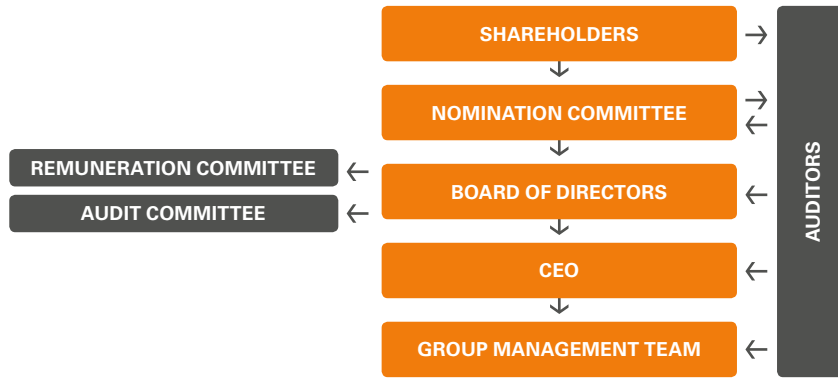 SHAREHOLDERS
NOMINATION COMMITTEE
REMUNERATION COMMITTEE
BOARD OF DIRECTORS
AUDIT COMMITTEE
CEO
GROUP MANAGEMENT TEAM
AUDITORS